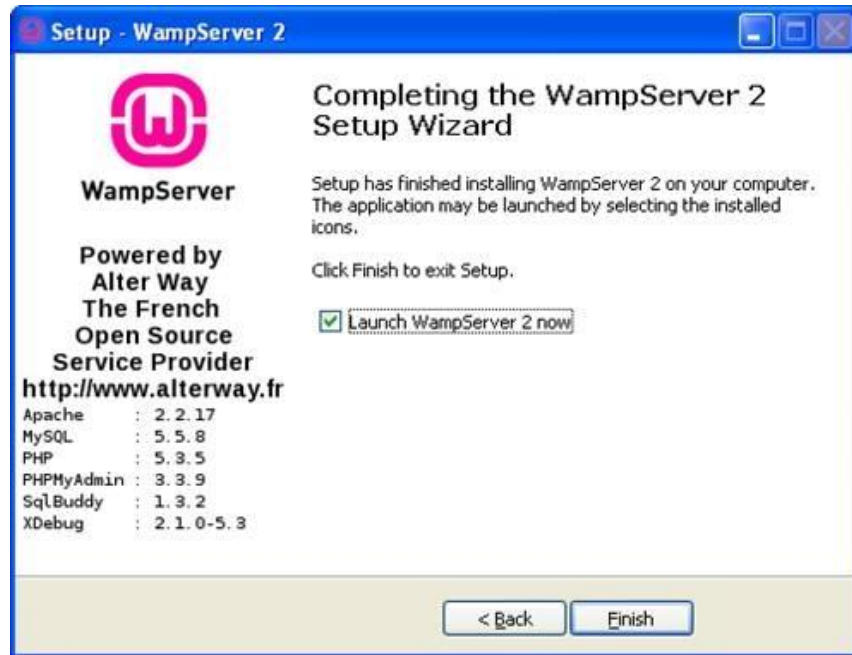 Setup - WampServer 2
WampServer
Powered by
Alter Way
The French
Open Source
Service Provider
http://www.alterway.fr
Apache : 2.2.17
MySQL : 5.5.8
PHP : 5.3.5
PHPMyAdmin : 3.3.9
SqlBuddy : 1.3.2
XDebug : 2.1.0-5.3
Completing the WampServer 2
Setup Wizard
Setup has finished installing WampServer 2 on your computer.
The application may be launched by selecting the installed
icons.
Click Finish to exit Setup.
Launch WampServer 2 now
< Back
Finish